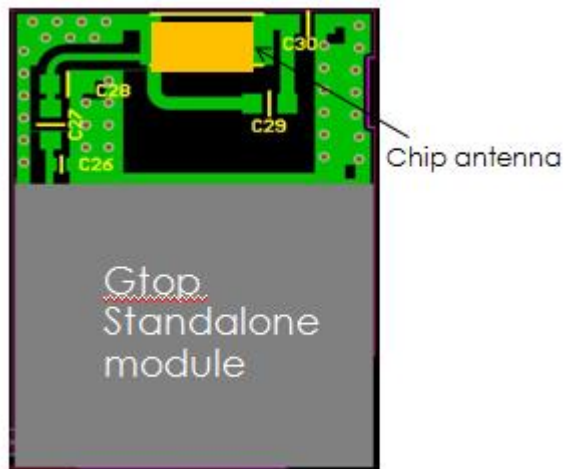 C30
C28
C27
C29
C26
Chip antenna
Gtop
Standalone
module